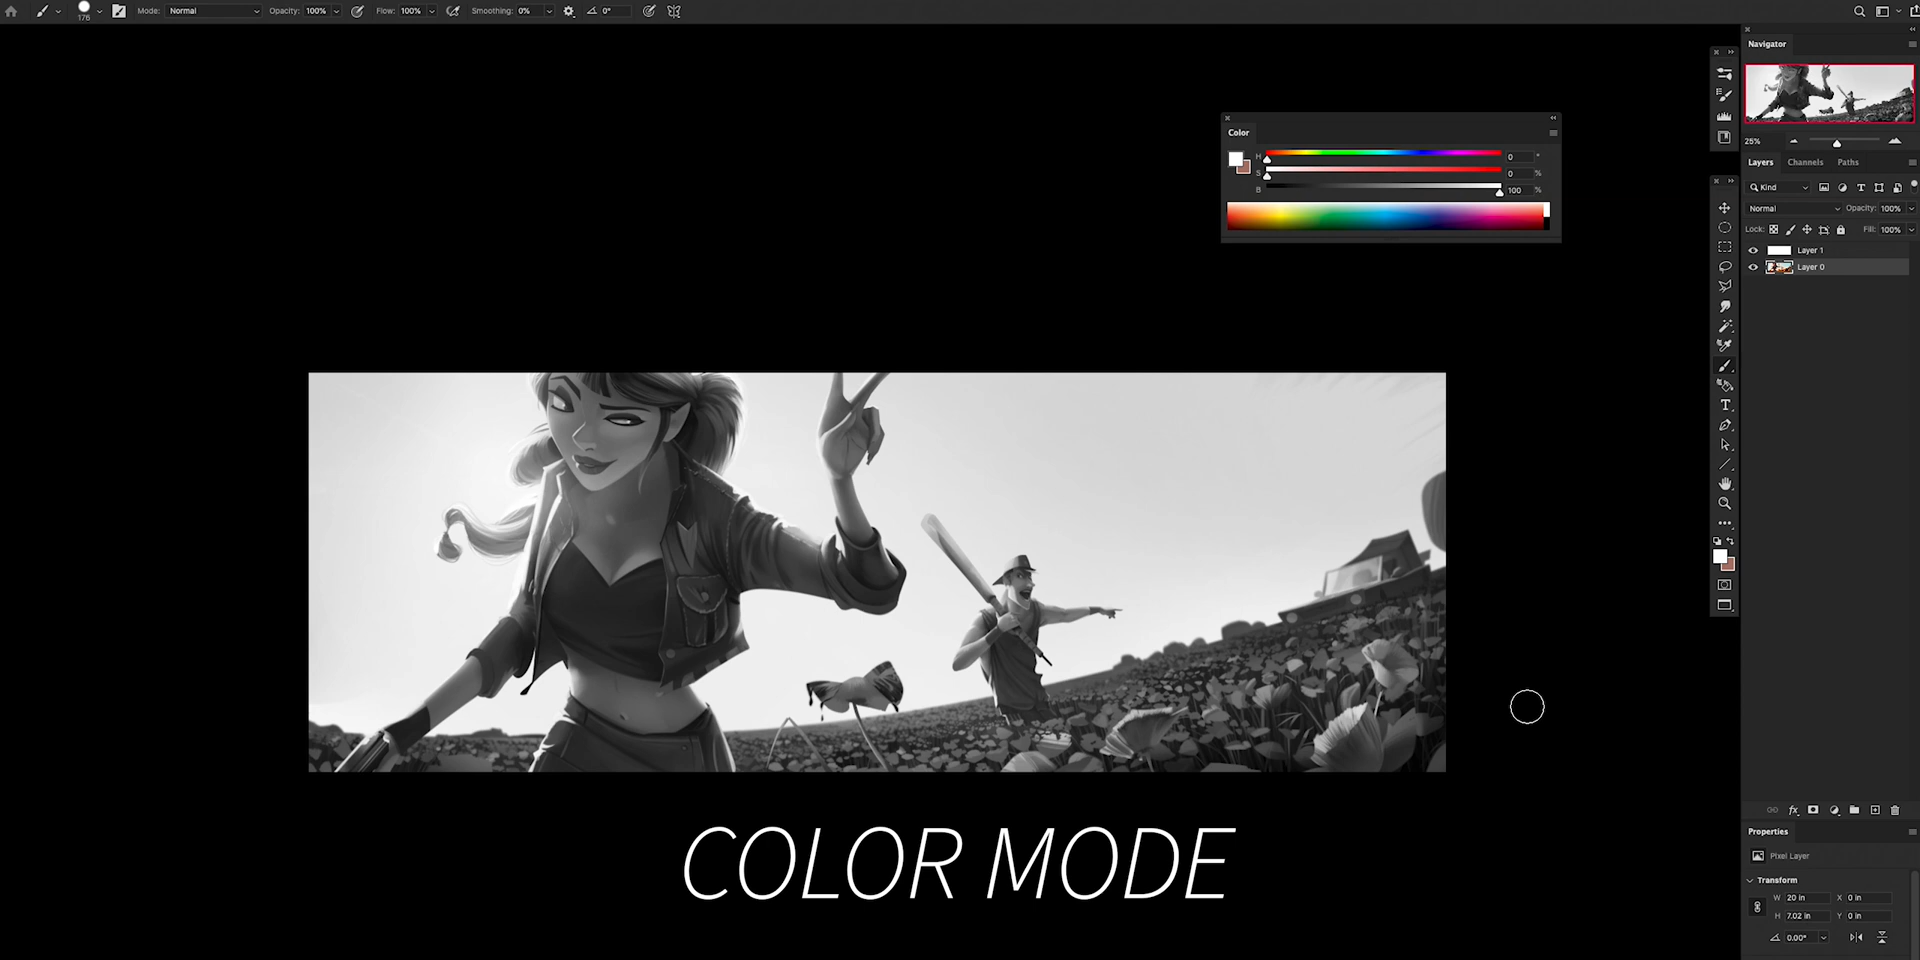 176
Mode: Normal
Opacity: 100%
Flow: 100%
Smoothing: 0%
0°
Navigator
25%
Color
H 0 °
S 0 %
B 100 %
Layers Channels Paths
Kind
Normal Opacity: 100%
Lock: Fill: 100%
Layer 1
Layer 0
COLOR MODE
Properties
Pixel Layer
Transform
W 20 in X 0 in
H 7.02 in Y 0 in
0.00°